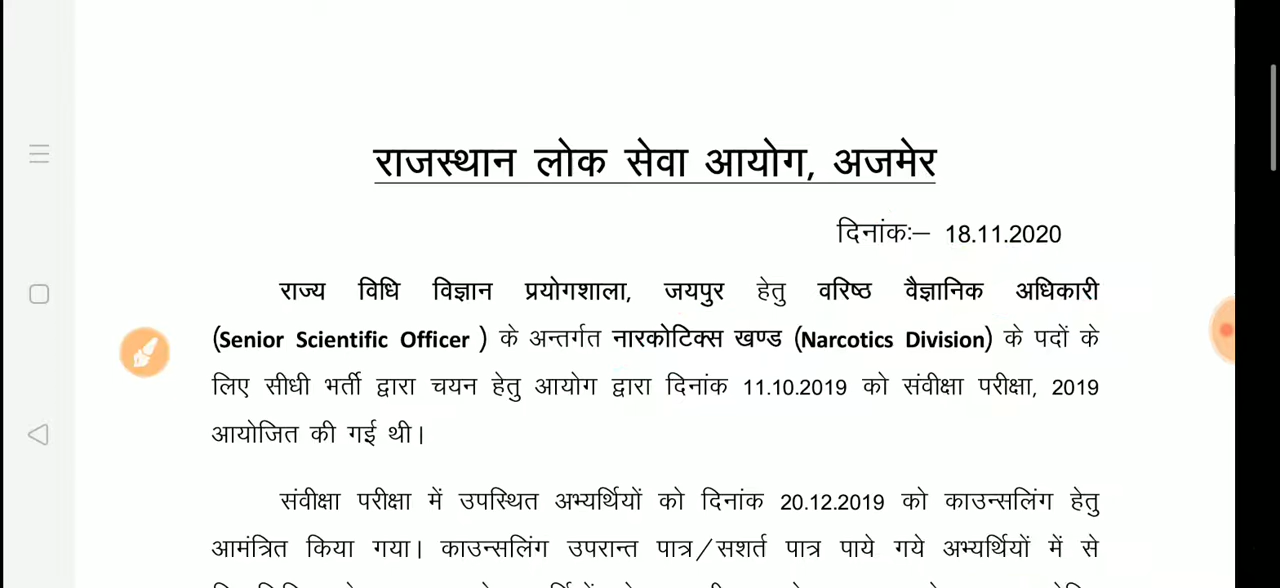 राजस्थान लोक सेवा आयोग, अजमेर
दिनांकः– 18.11.2020
राज्य विधि विज्ञान प्रयोगशाला, जयपुर हेतु वरिष्ठ वैज्ञानिक अधिकारी
(Senior Scientific Officer ) के अन्तर्गत नारकोटिक्स खण्ड (Narcotics Division) के पदों के
लिए सीधी भर्ती द्वारा चयन हेतु आयोग द्वारा दिनांक 11.10.2019 को संवीक्षा परीक्षा, 2019
आयोजित की गई थी।
संवीक्षा परीक्षा में उपस्थित अभ्यर्थियों को दिनांक 20.12.2019 को काउन्सलिंग हेतु
आमंत्रित किया गया। काउन्सलिंग उपरान्त पात्र/सशर्त पात्र पाये गये अभ्यर्थियों में से